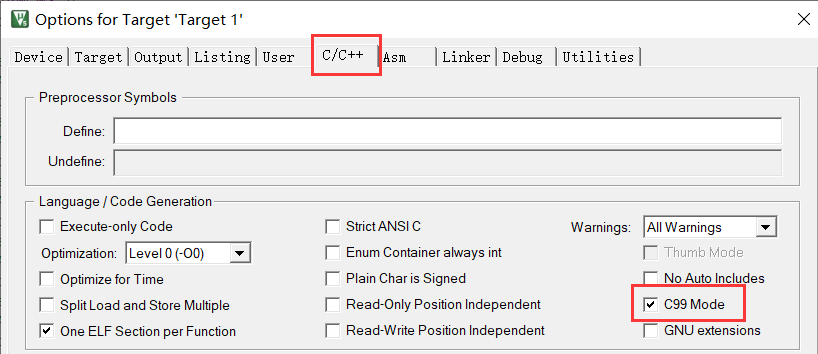 Options for Target 'Target 1'
Device Target Output Listing User C/C++ Asm Linker Debug Utilities
Preprocessor Symbols
Define:
Undefine:
Language / Code Generation
Execute-only Code Strict ANSI C Warnings: All Warnings
Optimization: Level 0 (-O0) Enum Container always int Thumb Mode
Optimize for Time Plain Char is Signed No Auto Includes
Split Load and Store Multiple Read-Only Position Independent C99 Mode
One ELF Section per Function Read-Write Position Independent GNU extensions